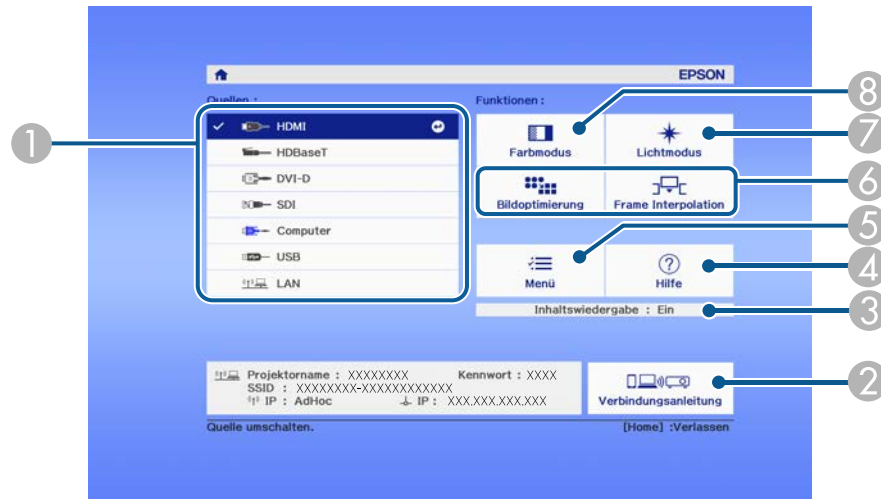 EPSON
Quellen :
HDMI
HDBaseT
DVI-D
SDI
Computer
USB
LAN
Funktionen :
Farbmodus
Lichtmodus
Bildoptimierung
Frame Interpolation
Menü
Hilfe
Inhaltswiedergabe : Ein
Projektorname : XXXXXXXX Kennwort : XXXX
SSID : XXXXXXXX-XXXXXXXXXXXX
IP : AdHoc IP : XXX.XXX.XXX.XXX
Verbindungsanleitung
Quelle umschalten. [Home] :Verlassen
1
8
7
6
5
4
3
2